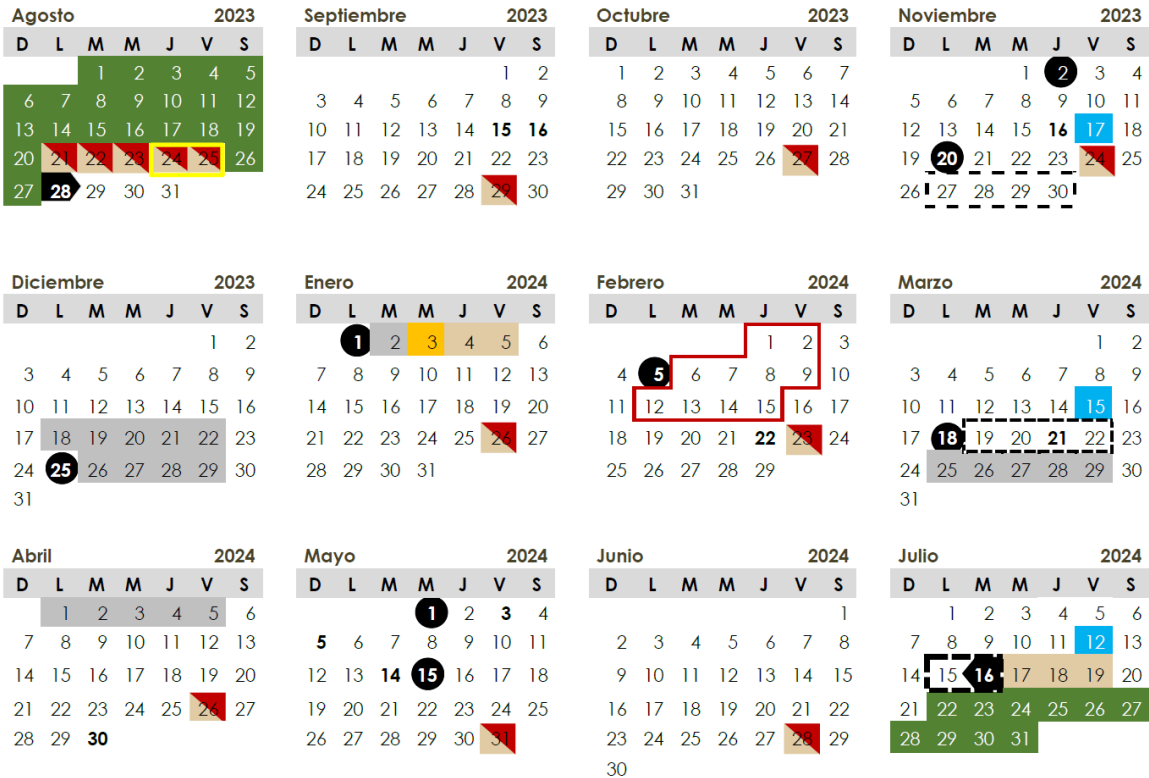 Agosto 2023
D L M M J V S
1 2 3 4 5
6 7 8 9 10 11 12
13 14 15 16 17 18 19
20 21 22 23 24 25 26
27 28 29 30 31
Septiembre 2023
D L M M J V S
1 2
3 4 5 6 7 8 9
10 11 12 13 14 15 16
17 18 19 20 21 22 23
24 25 26 27 28 29 30
Octubre 2023
D L M M J V S
1 2 3 4 5 6 7
8 9 10 11 12 13 14
15 16 17 18 19 20 21
22 23 24 25 26 27 28
29 30 31
Noviembre 2023
D L M M J V S
1 2 3 4
5 6 7 8 9 10 11
12 13 14 15 16 17 18
19 20 21 22 23 24 25
26 27 28 29 30
Diciembre 2023
D L M M J V S
1 2
3 4 5 6 7 8 9
10 11 12 13 14 15 16
17 18 19 20 21 22 23
24 25 26 27 28 29 30
31
Enero 2024
D L M M J V S
1 2 3 4 5 6
7 8 9 10 11 12 13
14 15 16 17 18 19 20
21 22 23 24 25 26 27
28 29 30 31
Febrero 2024
D L M M J V S
1 2 3
4 5 6 7 8 9 10
11 12 13 14 15 16 17
18 19 20 21 22 23 24
25 26 27 28 29
Marzo 2024
D L M M J V S
1 2
3 4 5 6 7 8 9
10 11 12 13 14 15 16
17 18 19 20 21 22 23
24 25 26 27 28 29 30
31
Abril 2024
D L M M J V S
1 2 3 4 5 6
7 8 9 10 11 12 13
14 15 16 17 18 19 20
21 22 23 24 25 26 27
28 29 30
Mayo 2024
D L M M J V S
1 2 3 4
5 6 7 8 9 10 11
12 13 14 15 16 17 18
19 20 21 22 23 24 25
26 27 28 29 30 31
Junio 2024
D L M M J V S
1
2 3 4 5 6 7 8
9 10 11 12 13 14 15
16 17 18 19 20 21 22
23 24 25 26 27 28 29
30
Julio 2024
D L M M J V S
1 2 3 4 5 6
7 8 9 10 11 12 13
14 15 16 17 18 19 20
21 22 23 24 25 26 27
28 29 30 31